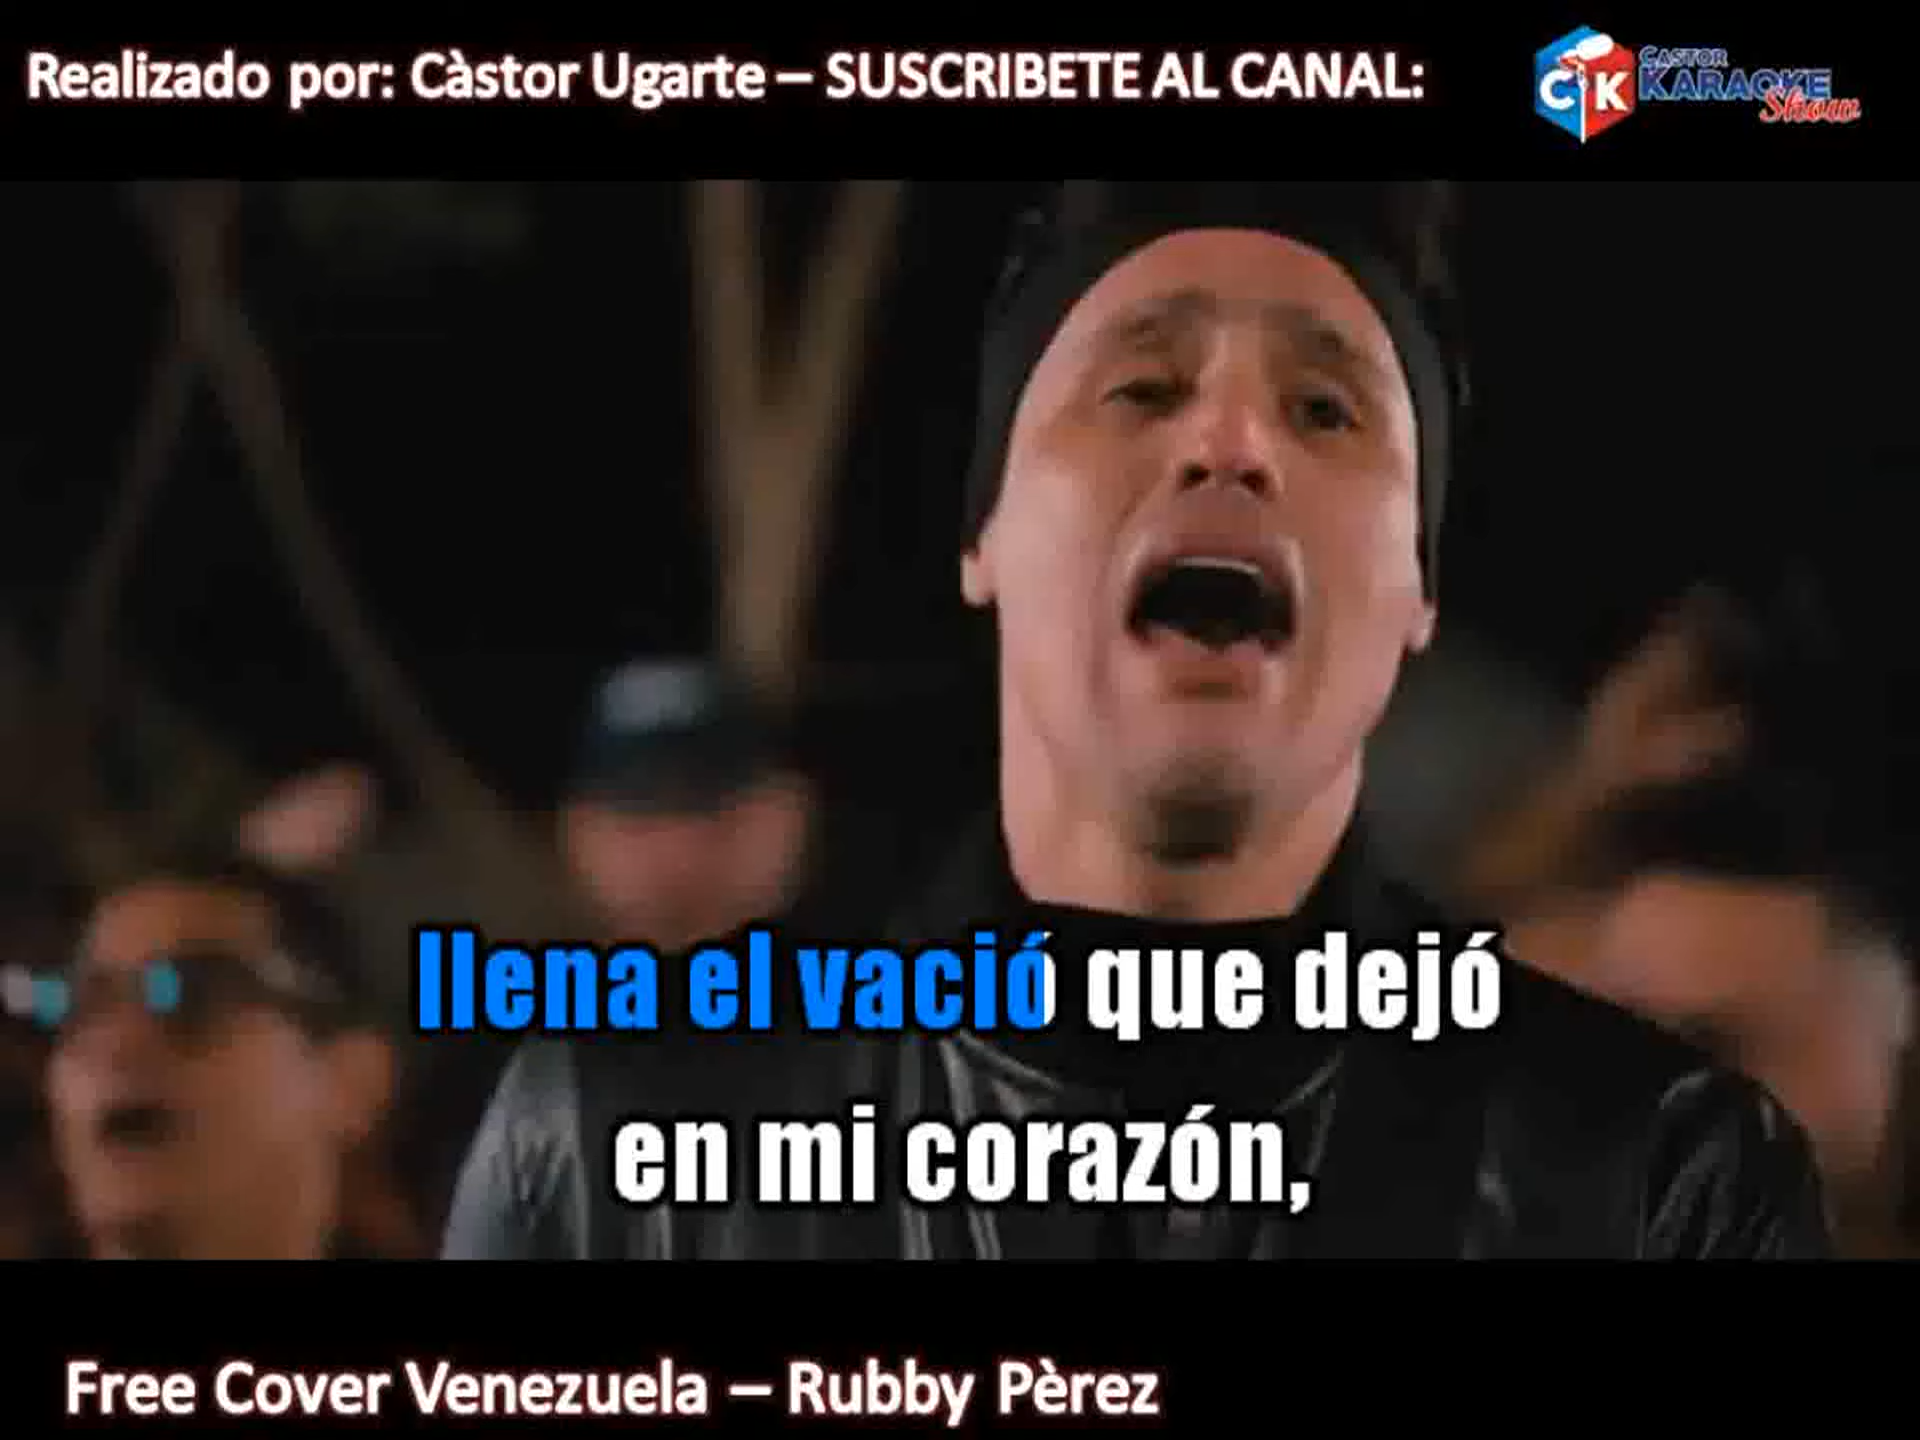 Realizado por: Càstor Ugarte – SUSCRIBETE AL CANAL:
CK
CASTOR
KARAOKE
Show
llena el vació que dejó
en mi corazón,
Free Cover Venezuela – Rubby Pèrez